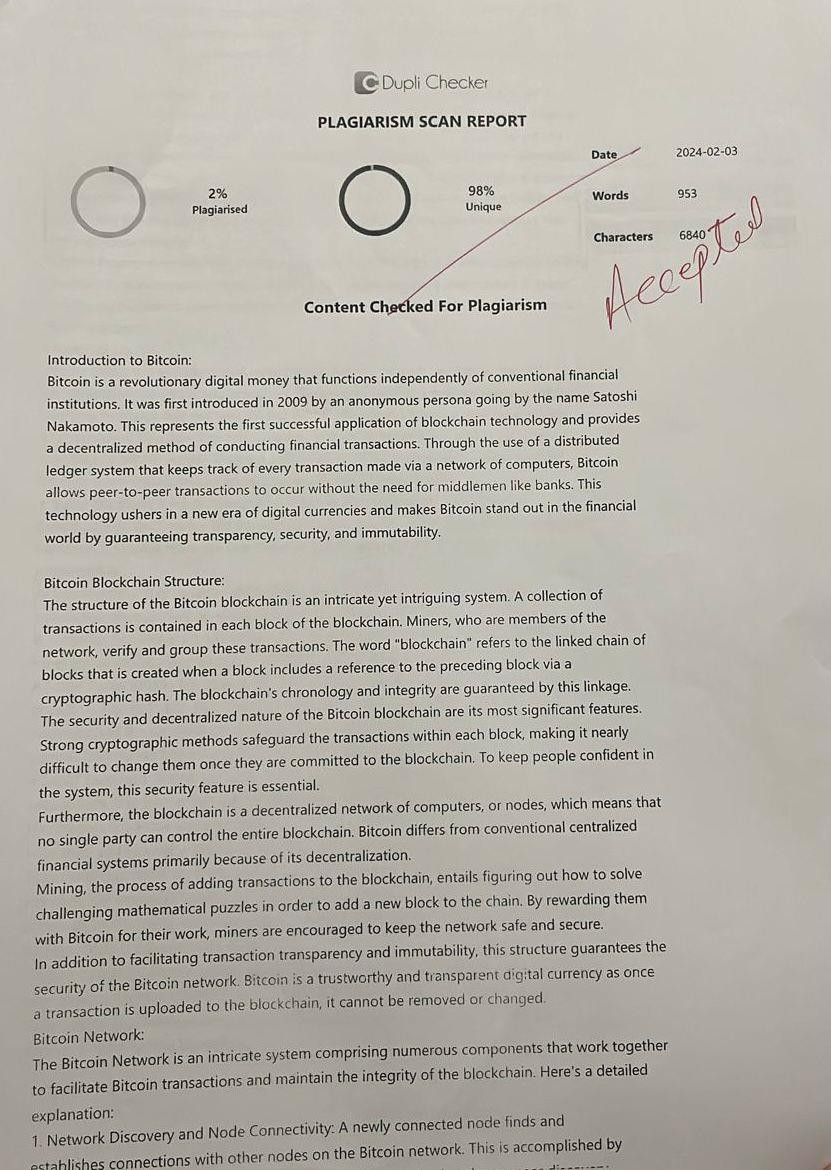 Dupli Checker
PLAGIARISM SCAN REPORT
Date 2024-02-03
2% 98%
Plagiarised Unique
Words 953
Characters 6840
Accepted
Content Checked For Plagiarism
Introduction to Bitcoin:
Bitcoin is a revolutionary digital money that functions independently of conventional financial
institutions. It was first introduced in 2009 by an anonymous persona going by the name Satoshi
Nakamoto. This represents the first successful application of blockchain technology and provides
a decentralized method of conducting financial transactions. Through the use of a distributed
ledger system that keeps track of every transaction made via a network of computers, Bitcoin
allows peer-to-peer transactions to occur without the need for middlemen like banks. This
technology ushers in a new era of digital currencies and makes Bitcoin stand out in the financial
world by guaranteeing transparency, security, and immutability.
Bitcoin Blockchain Structure:
The structure of the Bitcoin blockchain is an intricate yet intriguing system. A collection of
transactions is contained in each block of the blockchain. Miners, who are members of the
network, verify and group these transactions. The word "blockchain" refers to the linked chain of
blocks that is created when a block includes a reference to the preceding block via a
cryptographic hash. The blockchain's chronology and integrity are guaranteed by this linkage.
The security and decentralized nature of the Bitcoin blockchain are its most significant features.
Strong cryptographic methods safeguard the transactions within each block, making it nearly
difficult to change them once they are committed to the blockchain. To keep people confident in
the system, this security feature is essential.
Furthermore, the blockchain is a decentralized network of computers, or nodes, which means that
no single party can control the entire blockchain. Bitcoin differs from conventional centralized
financial systems primarily because of its decentralization.
Mining, the process of adding transactions to the blockchain, entails figuring out how to solve
challenging mathematical puzzles in order to add a new block to the chain. By rewarding them
with Bitcoin for their work, miners are encouraged to keep the network safe and secure.
In addition to facilitating transaction transparency and immutability, this structure guarantees the
security of the Bitcoin network. Bitcoin is a trustworthy and transparent digital currency as once
a transaction is uploaded to the blockchain, it cannot be removed or changed.
Bitcoin Network:
The Bitcoin Network is an intricate system comprising numerous components that work together
to facilitate Bitcoin transactions and maintain the integrity of the blockchain. Here's a detailed
explanation:
1. Network Discovery and Node Connectivity: A newly connected node finds and
establishes connections with other nodes on the Bitcoin network. This is accomplished by